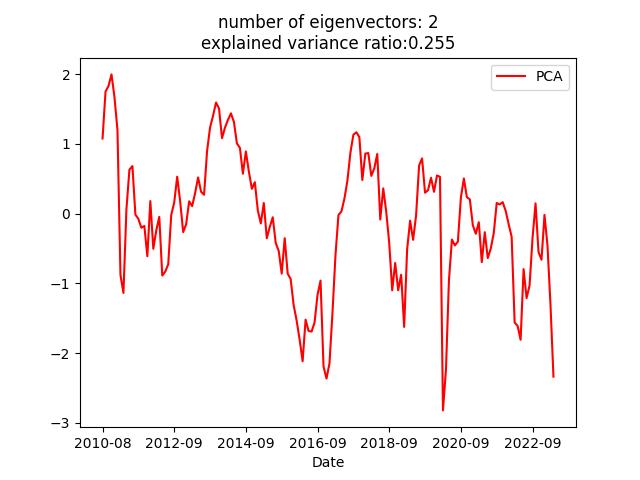 number of eigenvectors: 2
explained variance ratio:0.255
PCA
2
1
0
−1
−2
−3
2010-08 2012-09 2014-09 2016-09 2018-09 2020-09 2022-09
Date